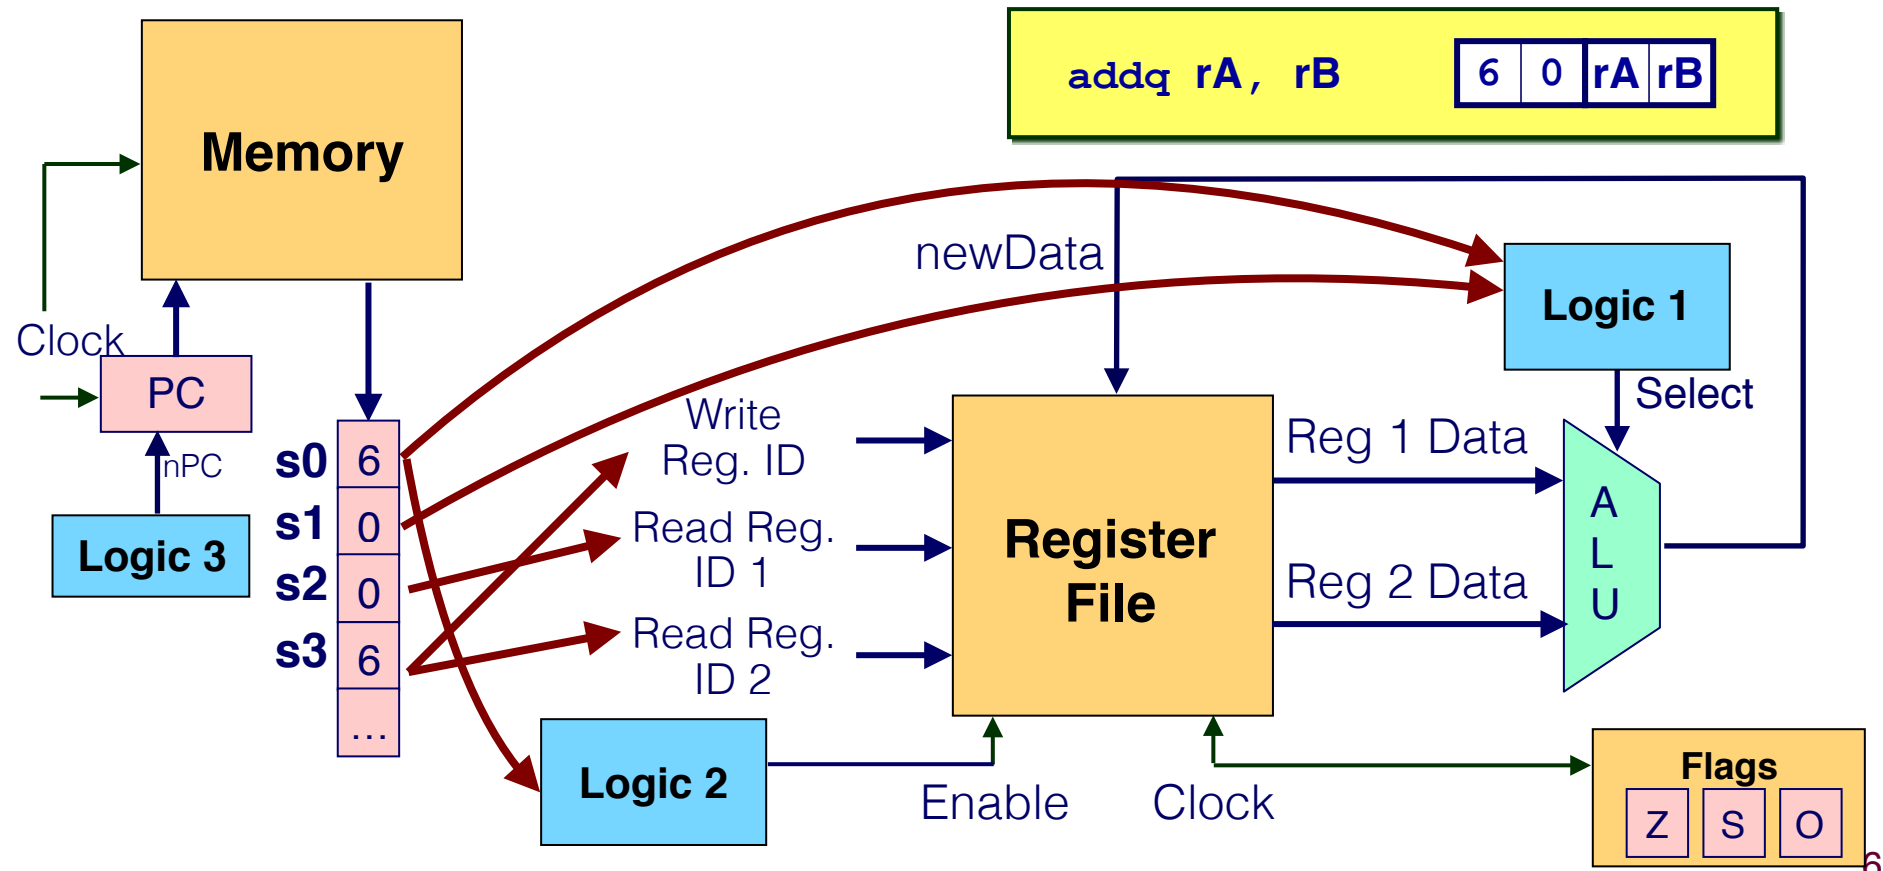 addq rA, rB
6 0 rA rB
Memory
Clock
PC
nPC
Logic 3
s0 6
s1 0
s2 0
s3 6
...
newData
Write
Reg. ID
Read Reg.
ID 1
Read Reg.
ID 2
Logic 2
Enable
Register
File
Clock
Reg 1 Data
Reg 2 Data
Logic 1
Select
A
L
U
Flags
Z S O
6